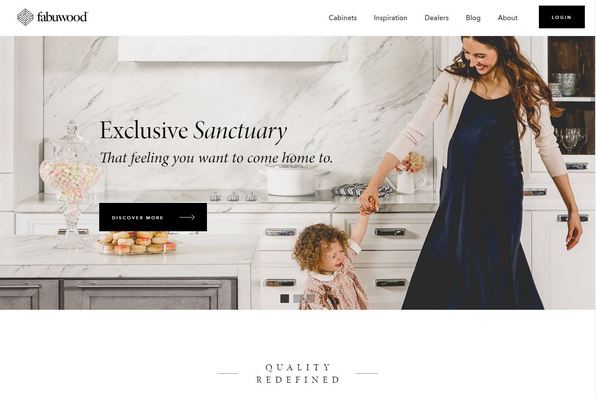 fabuwood
Cabinets
Inspiration
Dealers
Blog
About
LOGIN
Exclusive Sanctuary
That feeling you want to come home to.
DISCOVER MORE
QUALITY
REDEFINED